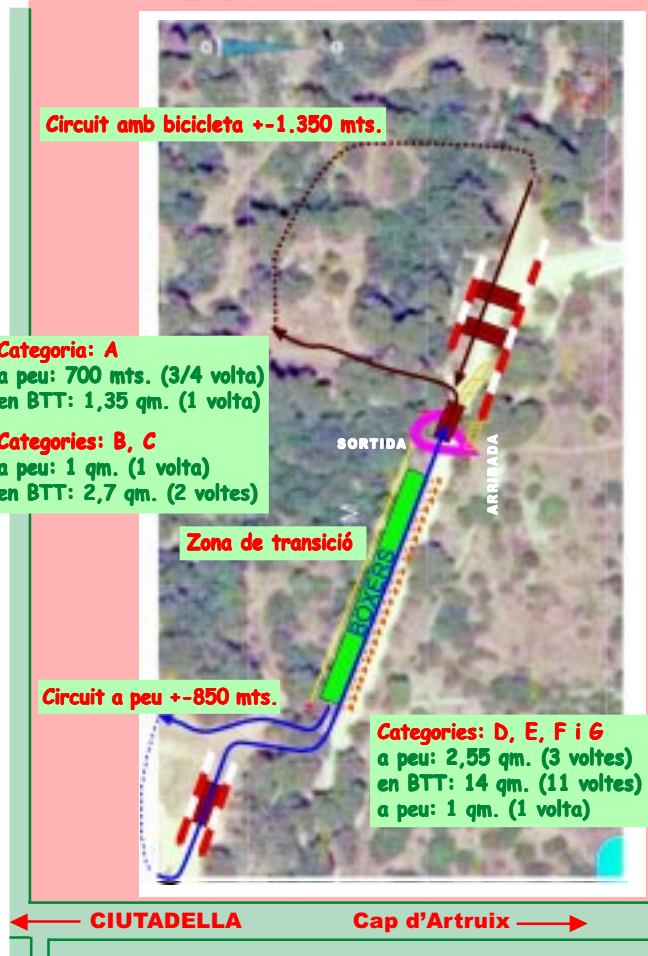 Circuit amb bicicleta +-1.350 mts.
Categoria: A
a peu: 700 mts. (3/4 volta)
en BTT: 1,35 qm. (1 volta)
Categories: B, C
a peu: 1 qm. (1 volta)
en BTT: 2,7 qm. (2 voltes)
SORTIDA
ARRIBADA
Zona de transició
BOXERS
Circuit a peu +-850 mts.
Categories: D, E, F i G
a peu: 2,55 qm. (3 voltes)
en BTT: 14 qm. (11 voltes)
a peu: 1 qm. (1 volta)
CIUTADELLA
Cap d'Artruix